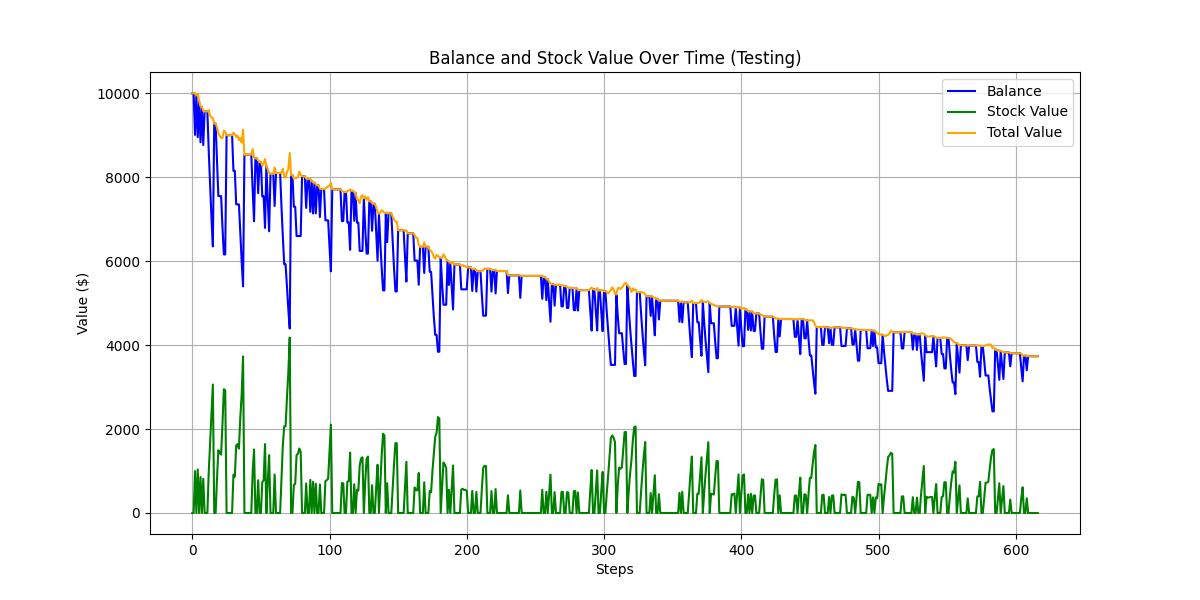 Balance and Stock Value Over Time (Testing)
Balance
Stock Value
Total Value
Value ($)
10000
8000
6000
4000
2000
0
0 100 200 300 400 500 600
Steps